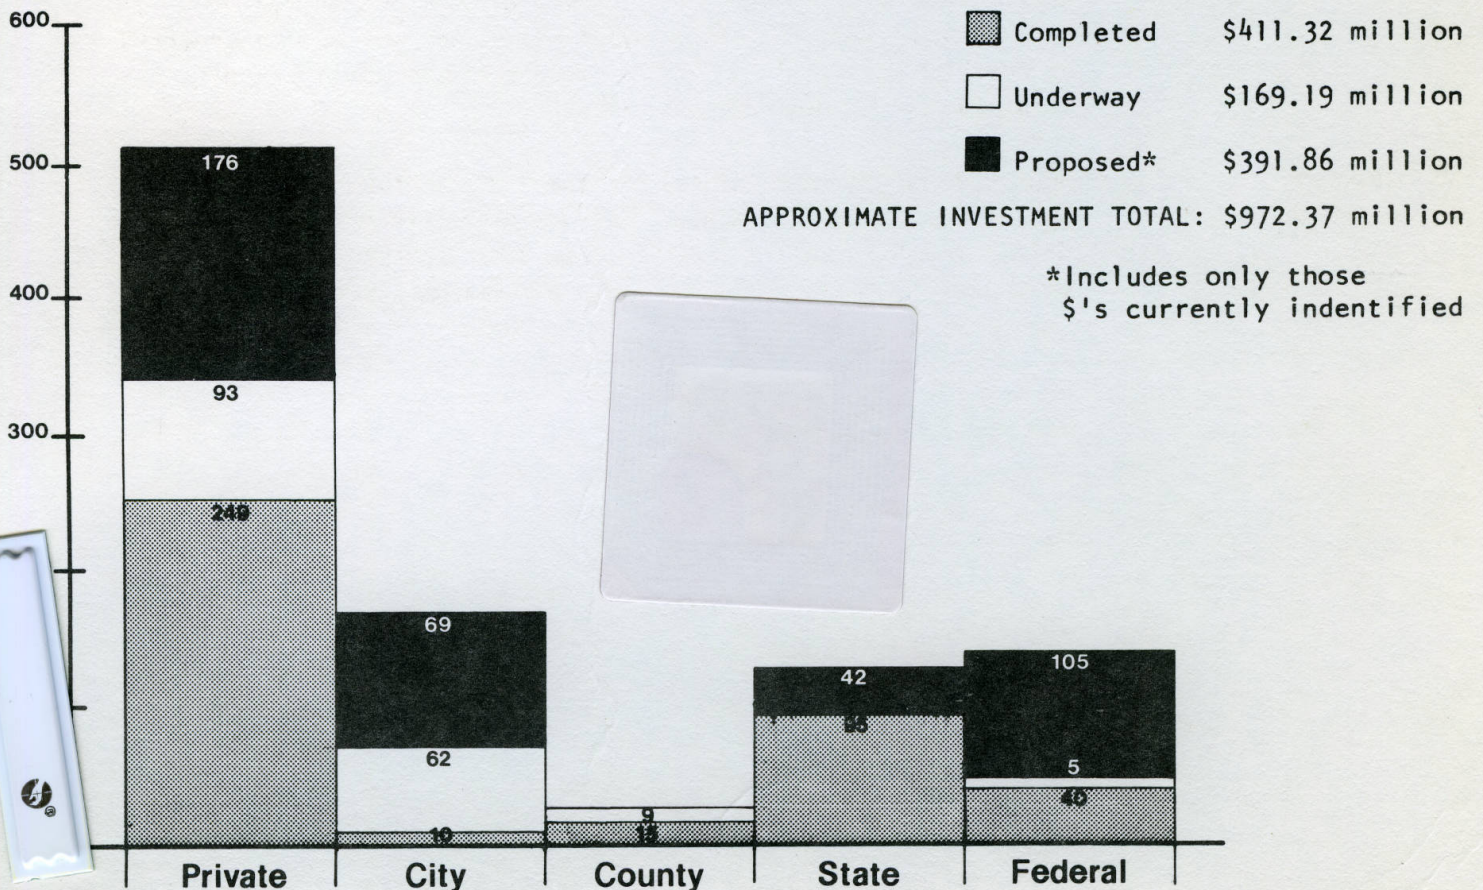 600
500
400
300
Completed $411.32 million
Underway $169.19 million
Proposed* $391.86 million
APPROXIMATE INVESTMENT TOTAL: $972.37 million
*Includes only those
$'s currently indentified
176
93
249
69
62
10
9
15
42
105
5
40
Private City County State Federal